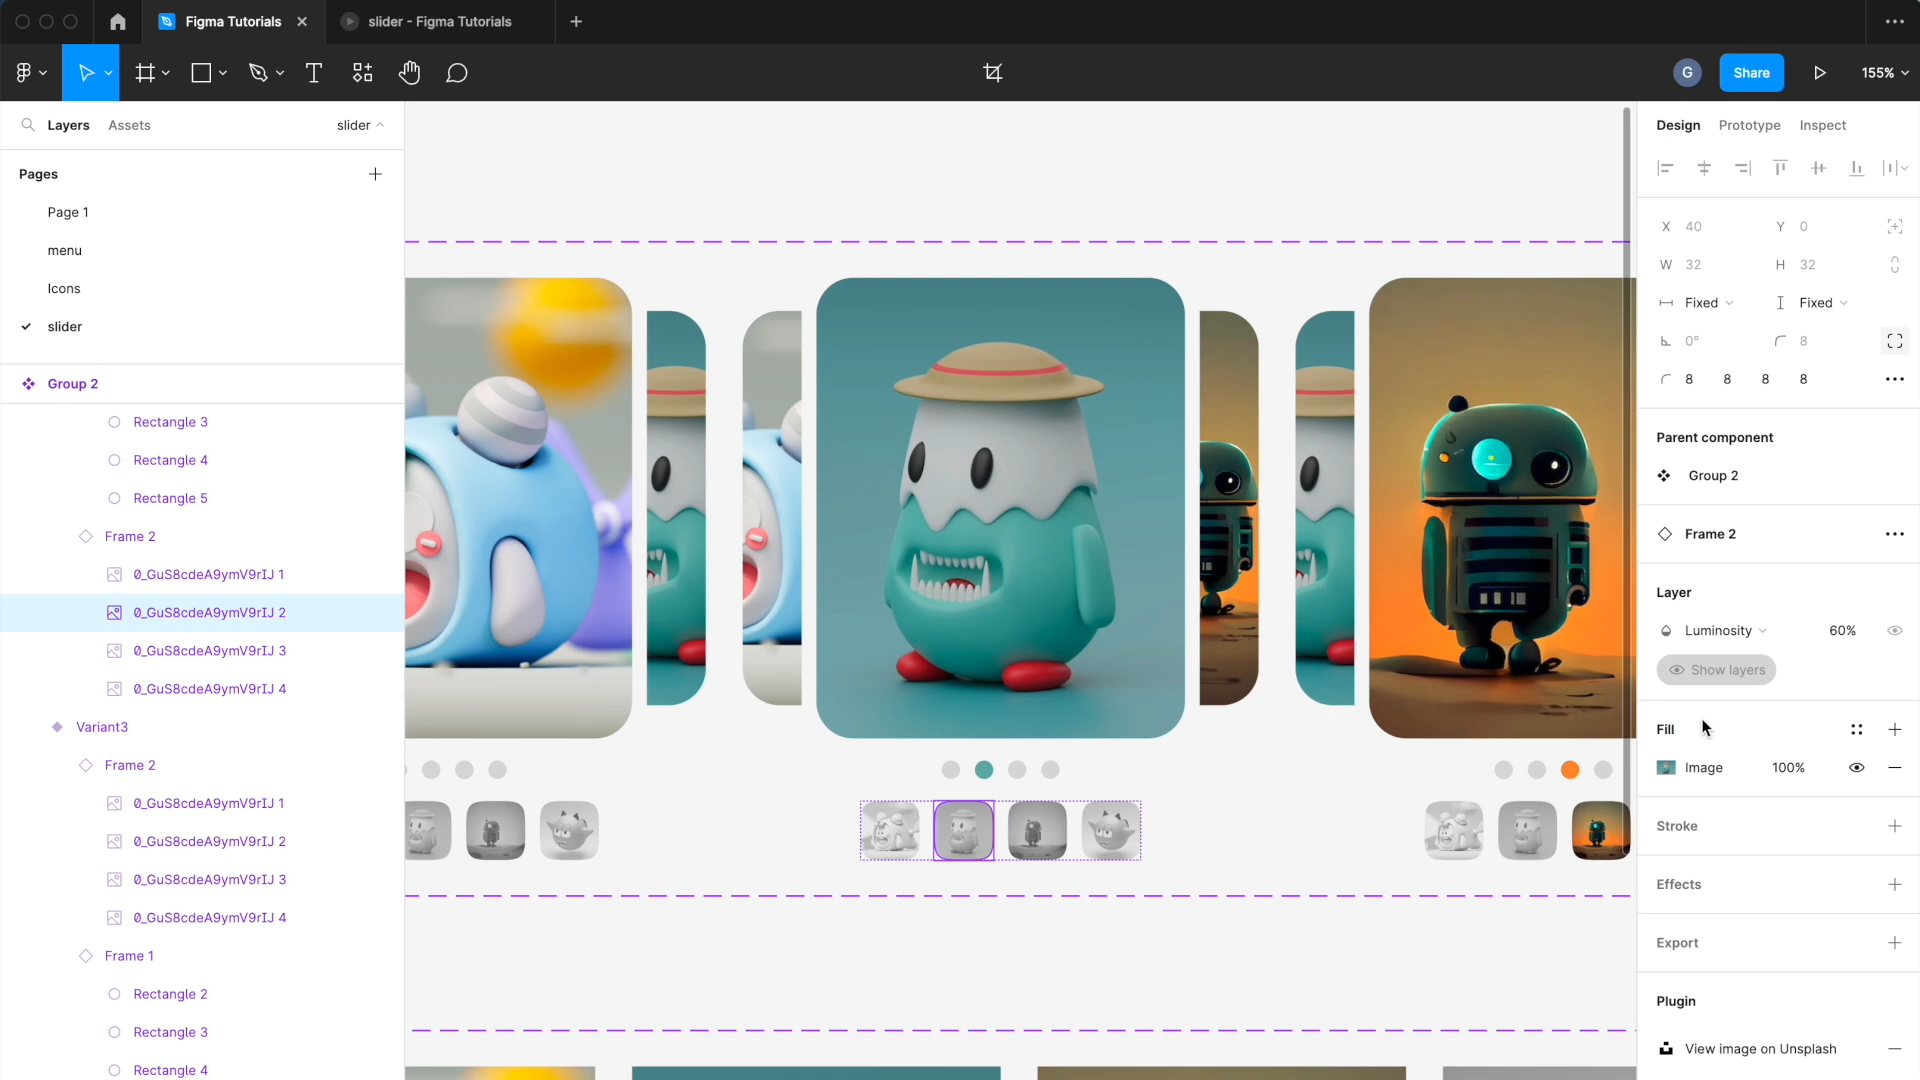 Figma Tutorials
slider - Figma Tutorials
G
Share
155%
Layers
Assets
slider
Pages
Page 1
menu
Icons
slider
Group 2
Rectangle 3
Rectangle 4
Rectangle 5
Frame 2
0_GuS8cdeA9ymV9rIJ 1
0_GuS8cdeA9ymV9rIJ 2
0_GuS8cdeA9ymV9rIJ 3
0_GuS8cdeA9ymV9rIJ 4
Variant3
Frame 2
0_GuS8cdeA9ymV9rIJ 1
0_GuS8cdeA9ymV9rIJ 2
0_GuS8cdeA9ymV9rIJ 3
0_GuS8cdeA9ymV9rIJ 4
Frame 1
Rectangle 2
Rectangle 3
Rectangle 4
Design Prototype Inspect
X 40 Y 0
W 32 H 32
Fixed Fixed
0° 8
8 8 8 8
Parent component
Group 2
Frame 2
Layer
Luminosity 60%
Show layers
Fill
Image 100%
Stroke
Effects
Export
Plugin
View image on Unsplash